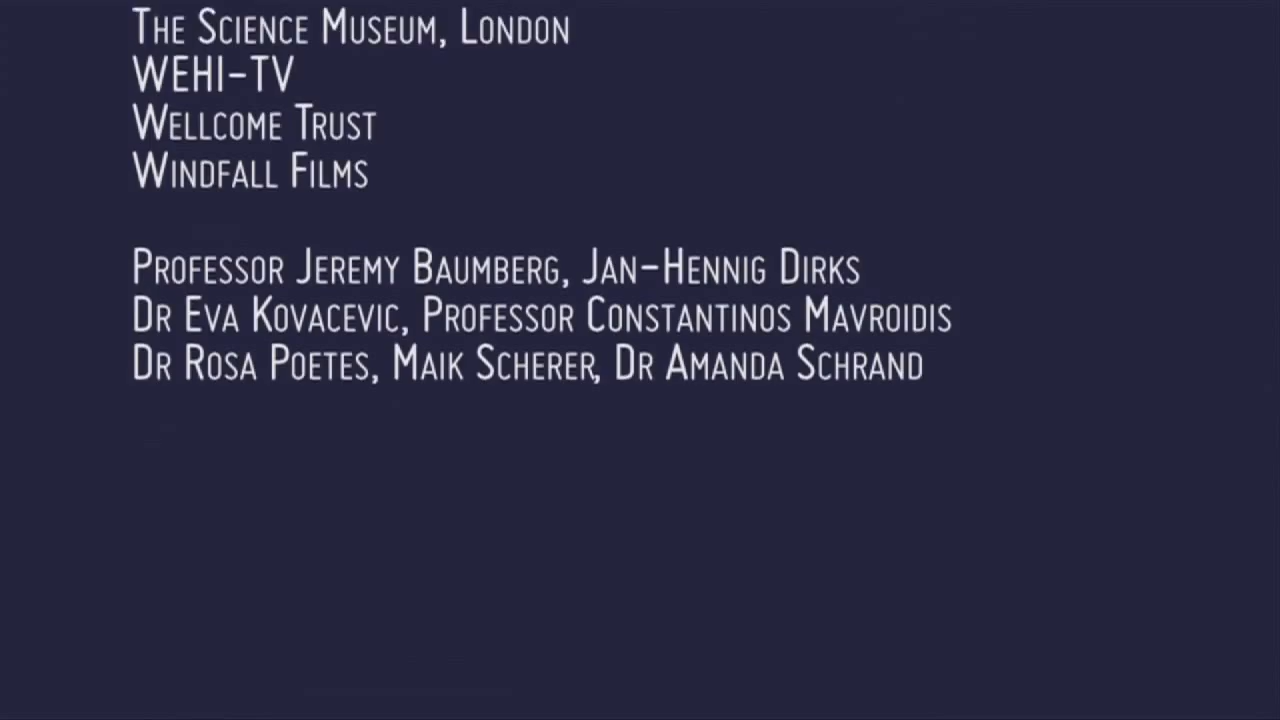 The Science Museum, London
WEHI-TV
Wellcome Trust
Windfall Films
Professor Jeremy Baumberg, Jan-Hennig Dirks
Dr Eva Kovacevic, Professor Constantinos Mavroidis
Dr Rosa Poetes, Maik Scherer, Dr Amanda Schrand